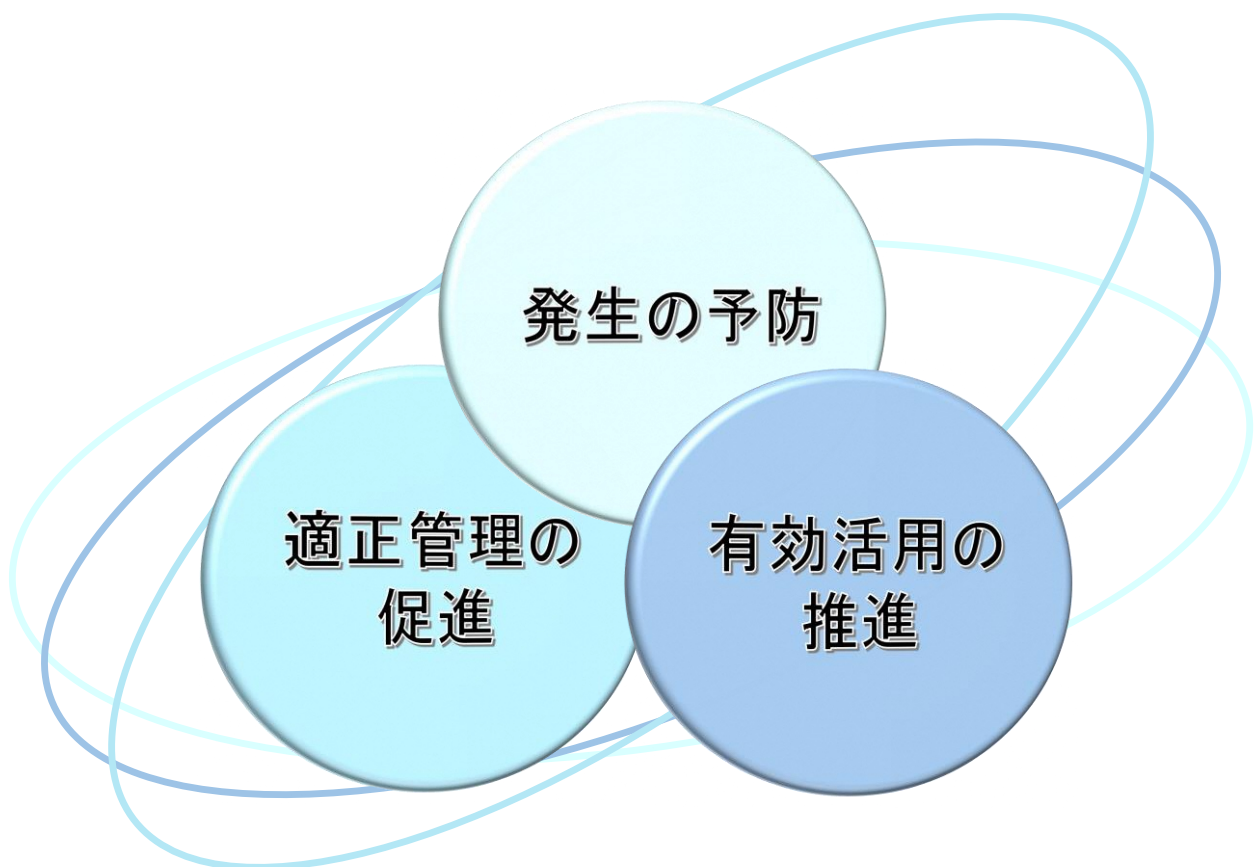 発生の予防
適正管理の
促進
有効活用の
推進